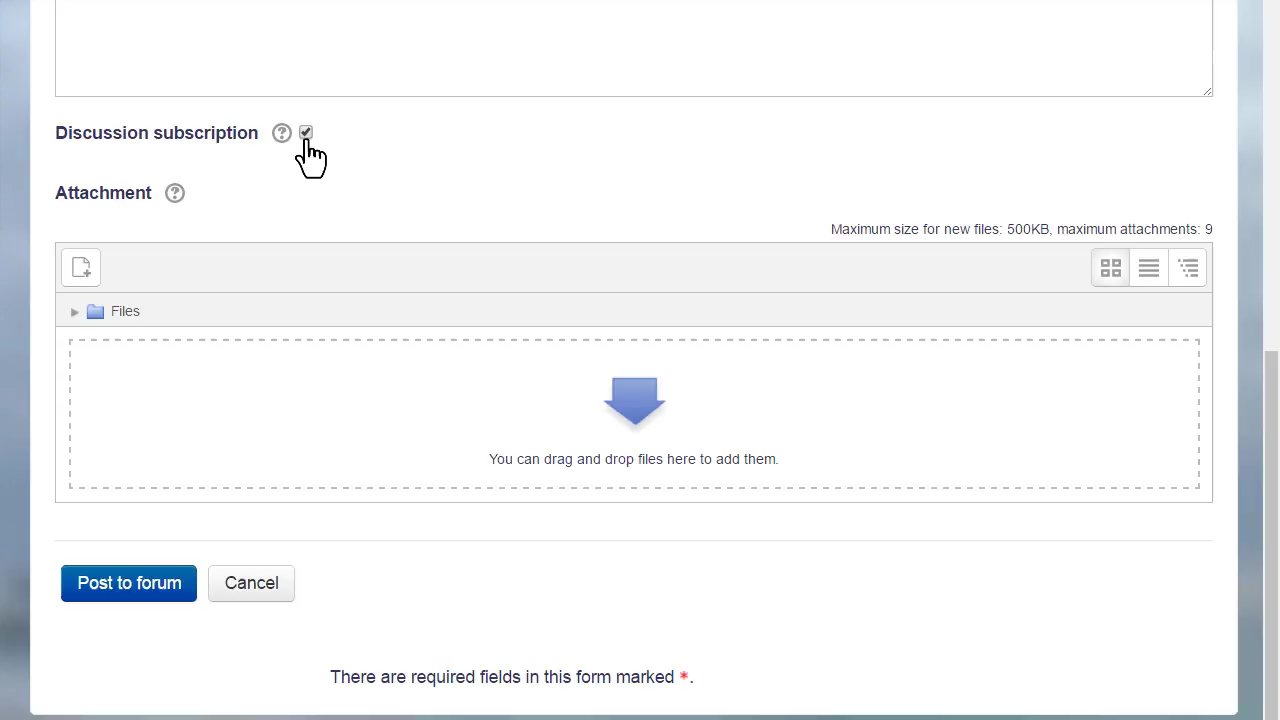 Discussion subscription
Attachment
Maximum size for new files: 500KB, maximum attachments: 9
Files
You can drag and drop files here to add them.
Post to forum Cancel
There are required fields in this form marked *.